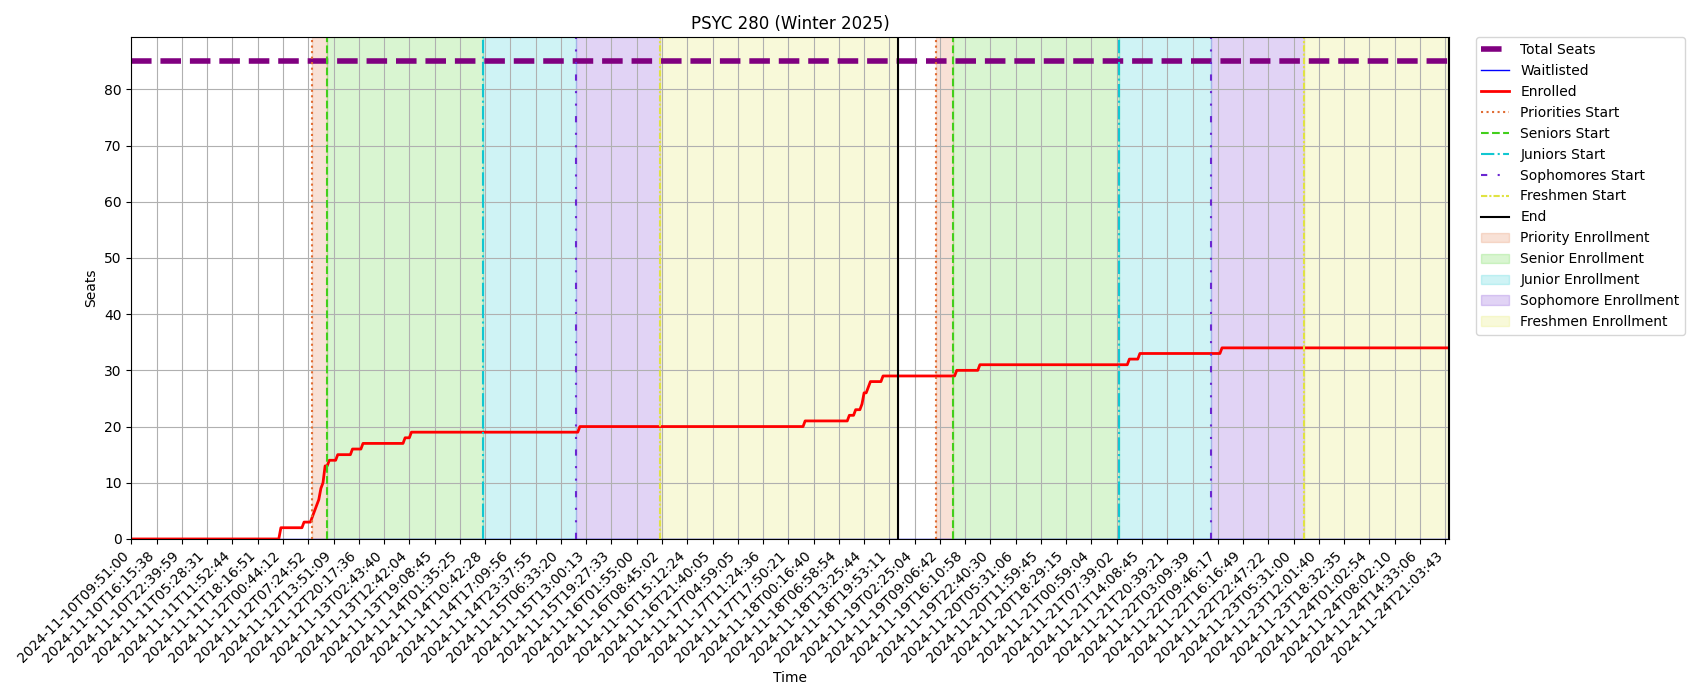 PSYC 280 (Winter 2025)
Seats
80
70
60
50
40
30
20
10
0
2024-11-10T09:51:00
2024-11-10T16:15:38
2024-11-10T22:39:59
2024-11-11T05:28:31
2024-11-11T11:52:44
2024-11-11T18:16:51
2024-11-12T00:44:12
2024-11-12T07:24:52
2024-11-12T13:51:09
2024-11-12T20:17:36
2024-11-13T02:43:40
2024-11-13T12:42:04
2024-11-13T19:08:45
2024-11-14T01:35:25
2024-11-14T10:42:28
2024-11-14T17:09:56
2024-11-14T23:37:55
2024-11-15T06:33:20
2024-11-15T13:00:13
2024-11-15T19:27:33
2024-11-16T01:55:00
2024-11-16T08:45:02
2024-11-16T15:12:24
2024-11-16T21:40:05
2024-11-17T04:59:05
2024-11-17T11:24:36
2024-11-17T17:50:21
2024-11-18T00:16:40
2024-11-18T06:58:54
2024-11-18T13:25:44
2024-11-18T19:53:11
2024-11-19T02:25:04
2024-11-19T09:06:42
2024-11-19T16:10:58
2024-11-19T22:40:30
2024-11-20T05:31:06
2024-11-20T11:59:45
2024-11-20T18:29:15
2024-11-21T00:59:04
2024-11-21T07:39:02
2024-11-21T14:08:45
2024-11-21T20:39:21
2024-11-22T03:09:39
2024-11-22T09:46:17
2024-11-22T16:16:49
2024-11-22T22:47:22
2024-11-23T05:31:00
2024-11-23T12:01:40
2024-11-23T18:32:35
2024-11-24T01:02:54
2024-11-24T08:02:10
2024-11-24T14:33:06
2024-11-24T21:03:43
Time
Total Seats
Waitlisted
Enrolled
Priorities Start
Seniors Start
Juniors Start
Sophomores Start
Freshmen Start
End
Priority Enrollment
Senior Enrollment
Junior Enrollment
Sophomore Enrollment
Freshmen Enrollment